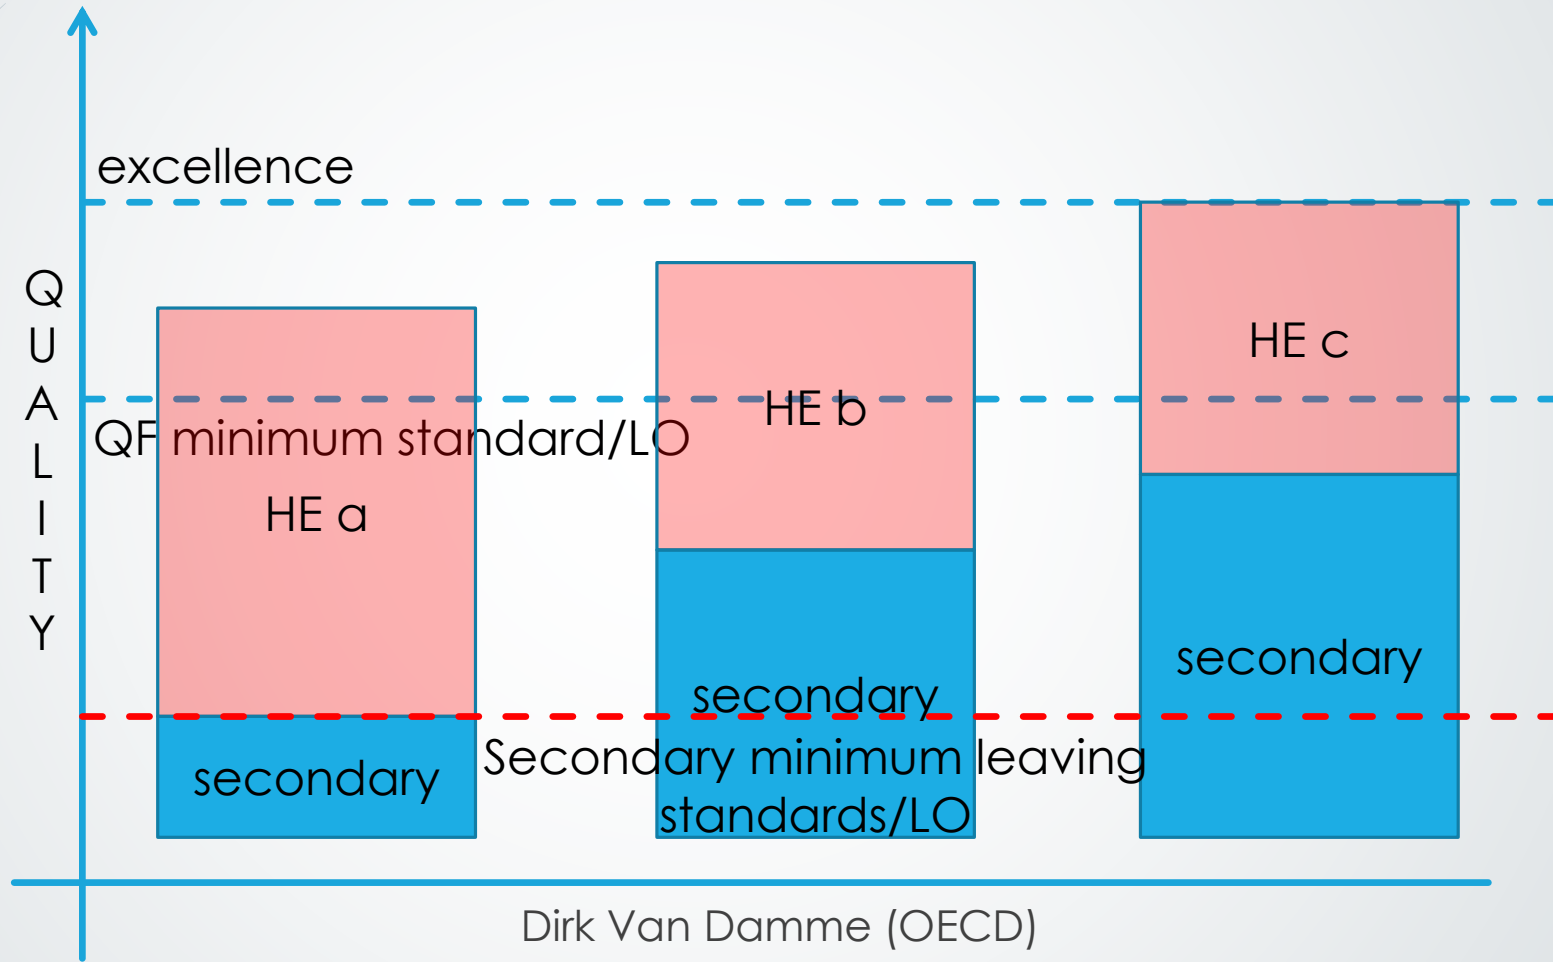 excellence
QUALITY
QF minimum standard/LO
HE a
HE b
HE c
secondary
secondary
secondary
Secondary minimum leaving
standards/LO
Dirk Van Damme (OECD)